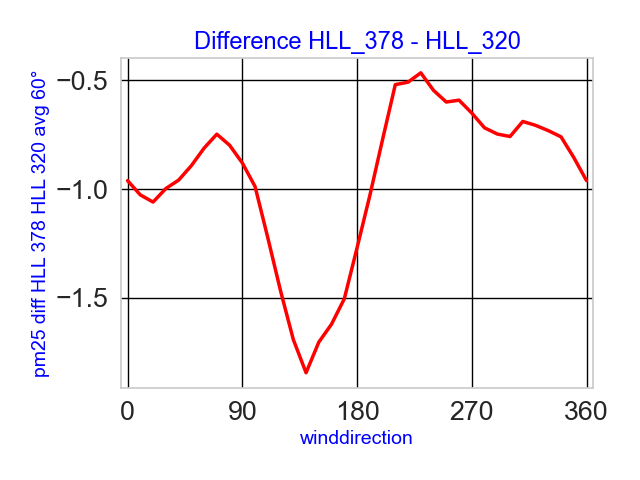 Difference HLL_378 - HLL_320
pm25 diff HLL 378 HLL 320 avg 60°
−0.5
−1.0
−1.5
0 90 180 270 360
winddirection